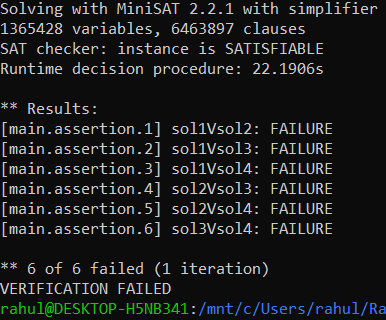 Solving with MiniSAT 2.2.1 with simplifier
1365428 variables, 6463897 clauses
SAT checker: instance is SATISFIABLE
Runtime decision procedure: 22.1906s
** Results:
[main.assertion.1] sol1Vsol2: FAILURE
[main.assertion.2] sol1Vsol3: FAILURE
[main.assertion.3] sol1Vsol4: FAILURE
[main.assertion.4] sol2Vsol3: FAILURE
[main.assertion.5] sol2Vsol4: FAILURE
[main.assertion.6] sol3Vsol4: FAILURE
** 6 of 6 failed (1 iteration)
VERIFICATION FAILED
rahul@DESKTOP-H5NB341:/mnt/c/Users/rahul/Ra